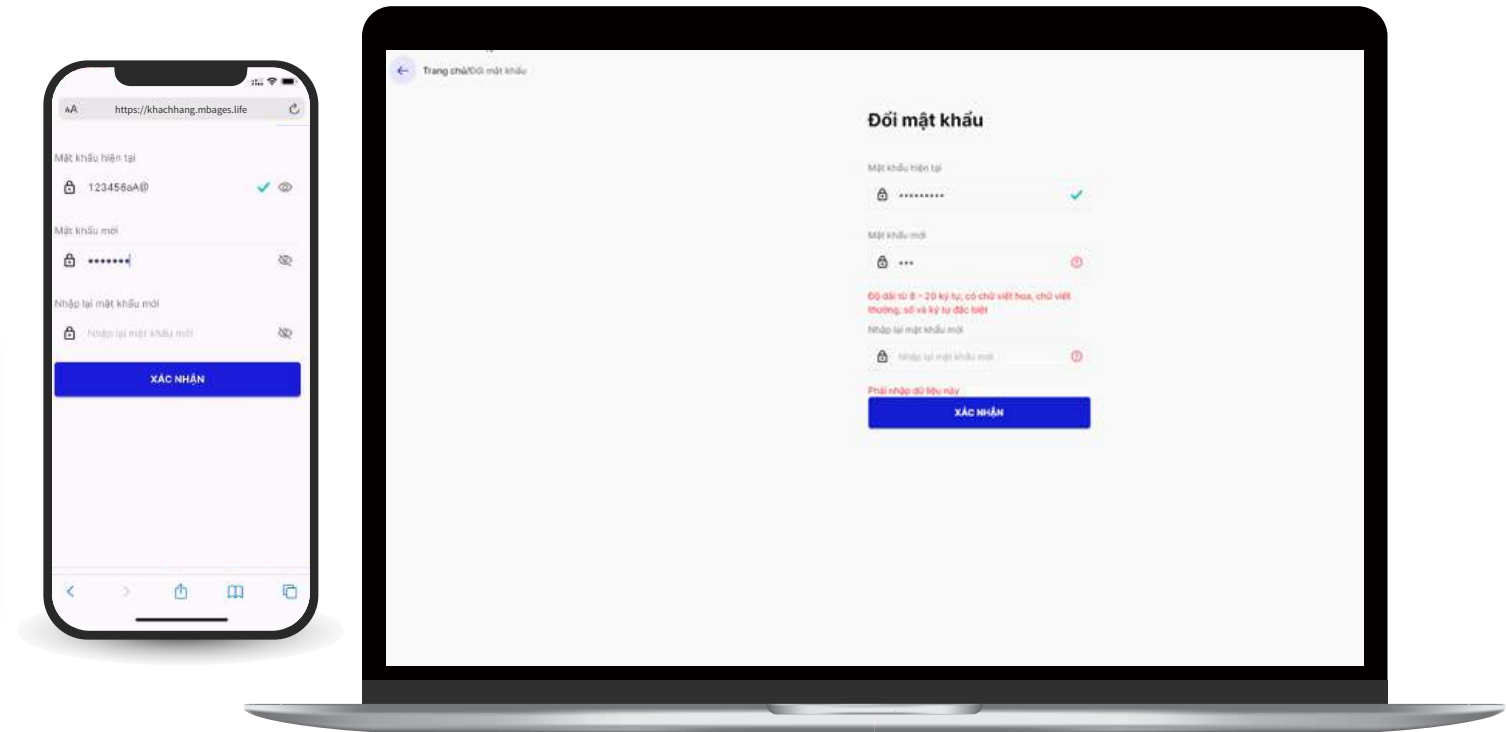 AA https://khachhang.mbages.life
Mật khẩu hiện tại
123456aA@
Mật khẩu mới
•••••••
Nhập lại mật khẩu mới
Nhập lại mật khẩu mới
XÁC NHẬN
Trang chủ/Đổi mật khẩu
Đổi mật khẩu
Mật khẩu hiện tại
•••••••••
Mật khẩu mới
•••
Độ dài từ 8 - 20 ký tự, có chữ viết hoa, chữ viết
thường, số và ký tự đặc biệt
Nhập lại mật khẩu mới
Nhập lại mật khẩu mới
Phải nhập dữ liệu này
XÁC NHẬN